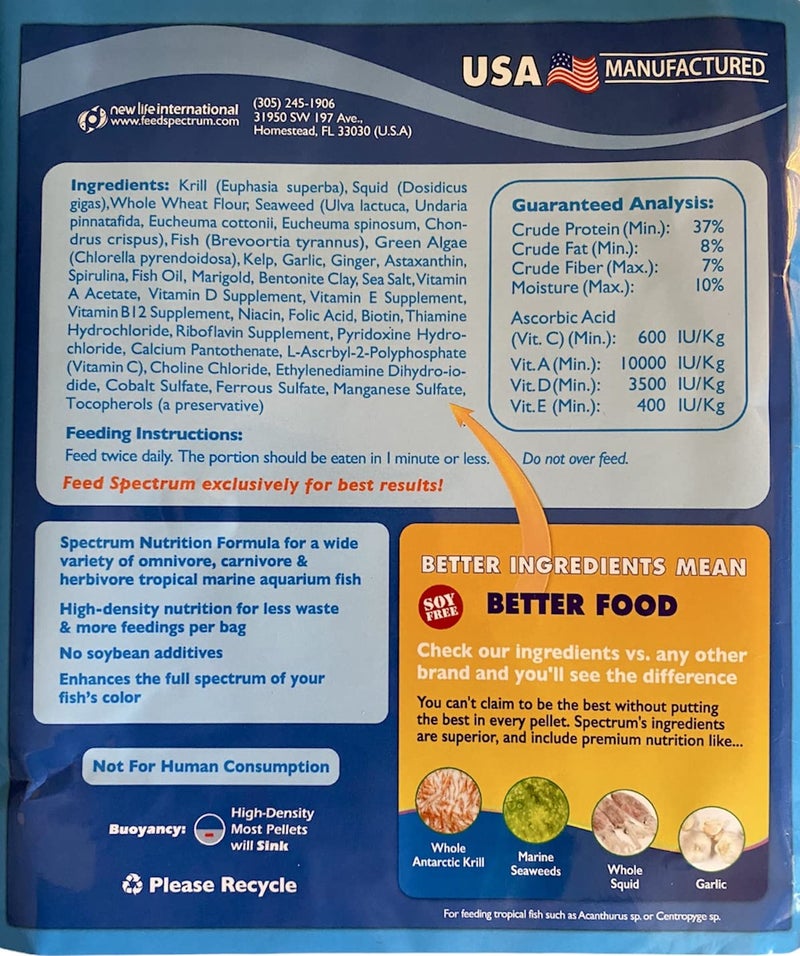 USA MANUFACTURED
new life international
www.feedspectrum.com
(305) 245-1906
31950 SW 197 Ave.,
Homestead, FL 33030 (U.S.A)
Ingredients: Krill (Euphasia superba), Squid (Dosidicus
gigas),Whole Wheat Flour, Seaweed (Ulva lactuca, Undaria
pinnatafida, Eucheuma cottonii, Eucheuma spinosum, Chon-
drus crispus), Fish (Brevoortia tyrannus), Green Algae
(Chlorella pyrendoidosa), Kelp, Garlic, Ginger, Astaxanthin,
Spirulina, Fish Oil, Marigold, Bentonite Clay, Sea Salt, Vitamin
A Acetate, Vitamin D Supplement, Vitamin E Supplement,
Vitamin B12 Supplement, Niacin, Folic Acid, Biotin, Thiamine
Hydrochloride, Riboflavin Supplement, Pyridoxine Hydro-
chloride, Calcium Pantothenate, L-Ascrbyl-2-Polyphosphate
(Vitamin C), Choline Chloride, Ethylenediamine Dihydro-io-
dide, Cobalt Sulfate, Ferrous Sulfate, Manganese Sulfate,
Tocopherols (a preservative)
Guaranteed Analysis:
Crude Protein (Min.): 37%
Crude Fat (Min.): 8%
Crude Fiber (Max.): 7%
Moisture (Max.): 10%
Ascorbic Acid
(Vit. C) (Min.): 600 IU/Kg
Vit. A (Min.): 10000 IU/Kg
Vit. D (Min.): 3500 IU/Kg
Vit. E (Min.): 400 IU/Kg
Feeding Instructions:
Feed twice daily. The portion should be eaten in 1 minute or less. Do not over feed.
Feed Spectrum exclusively for best results!
Spectrum Nutrition Formula for a wide
variety of omnivore, carnivore &
herbivore tropical marine aquarium fish
High-density nutrition for less waste
& more feedings per bag
No soybean additives
Enhances the full spectrum of your
fish's color
Not For Human Consumption
Buoyancy:
High-Density
Most Pellets
will Sink
Please Recycle
BETTER INGREDIENTS MEAN
SOY
FREE
BETTER FOOD
Check our ingredients vs. any other
brand and you'll see the difference
You can't claim to be the best without putting
the best in every pellet. Spectrum's ingredients
are superior, and include premium nutrition like...
Whole
Antarctic Krill
Marine
Seaweeds
Whole
Squid
Garlic
For feeding tropical fish such as Acanthurus sp. or Centropyge sp.